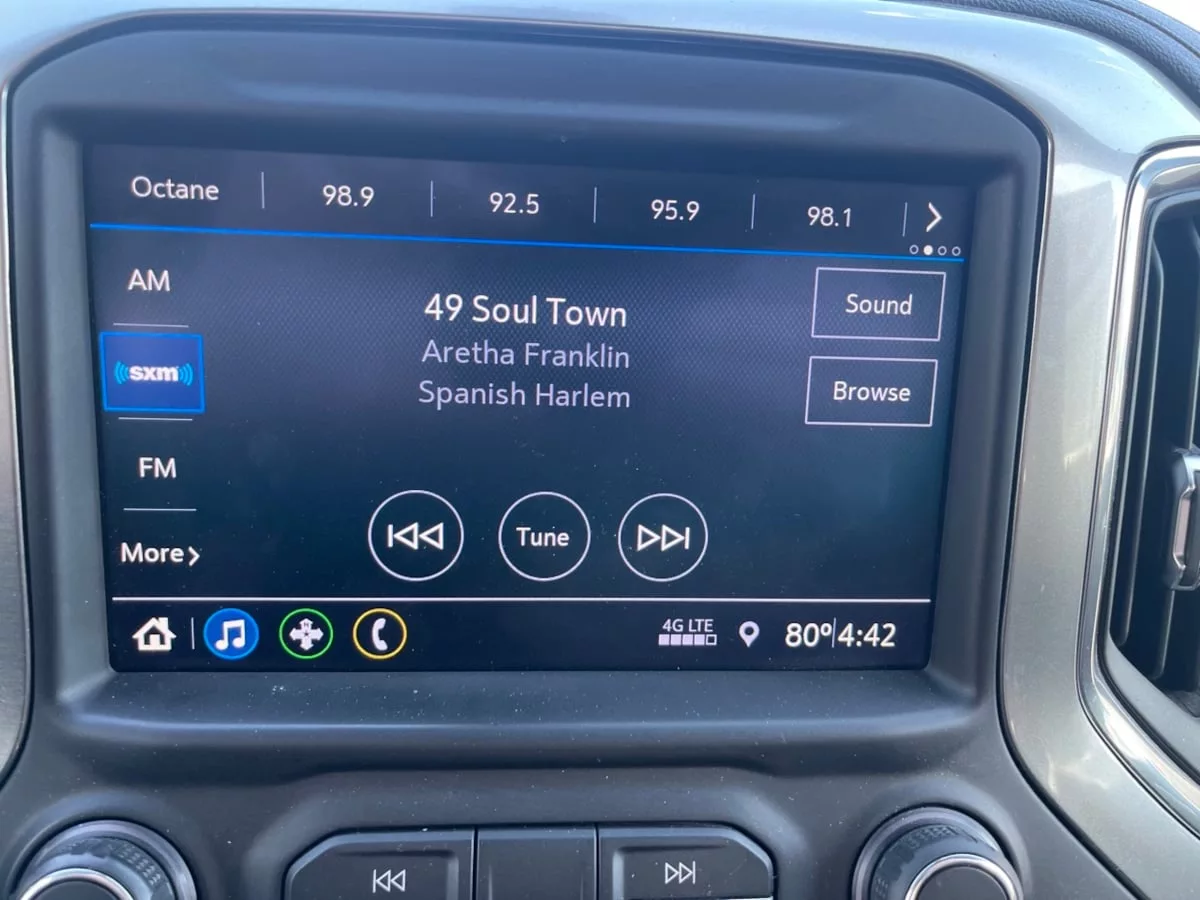 Octane 98.9 92.5 95.9 98.1
AM
sxm
FM
More
49 Soul Town
Aretha Franklin
Spanish Harlem
Sound
Browse
Tune
4G LTE
80° 4:42